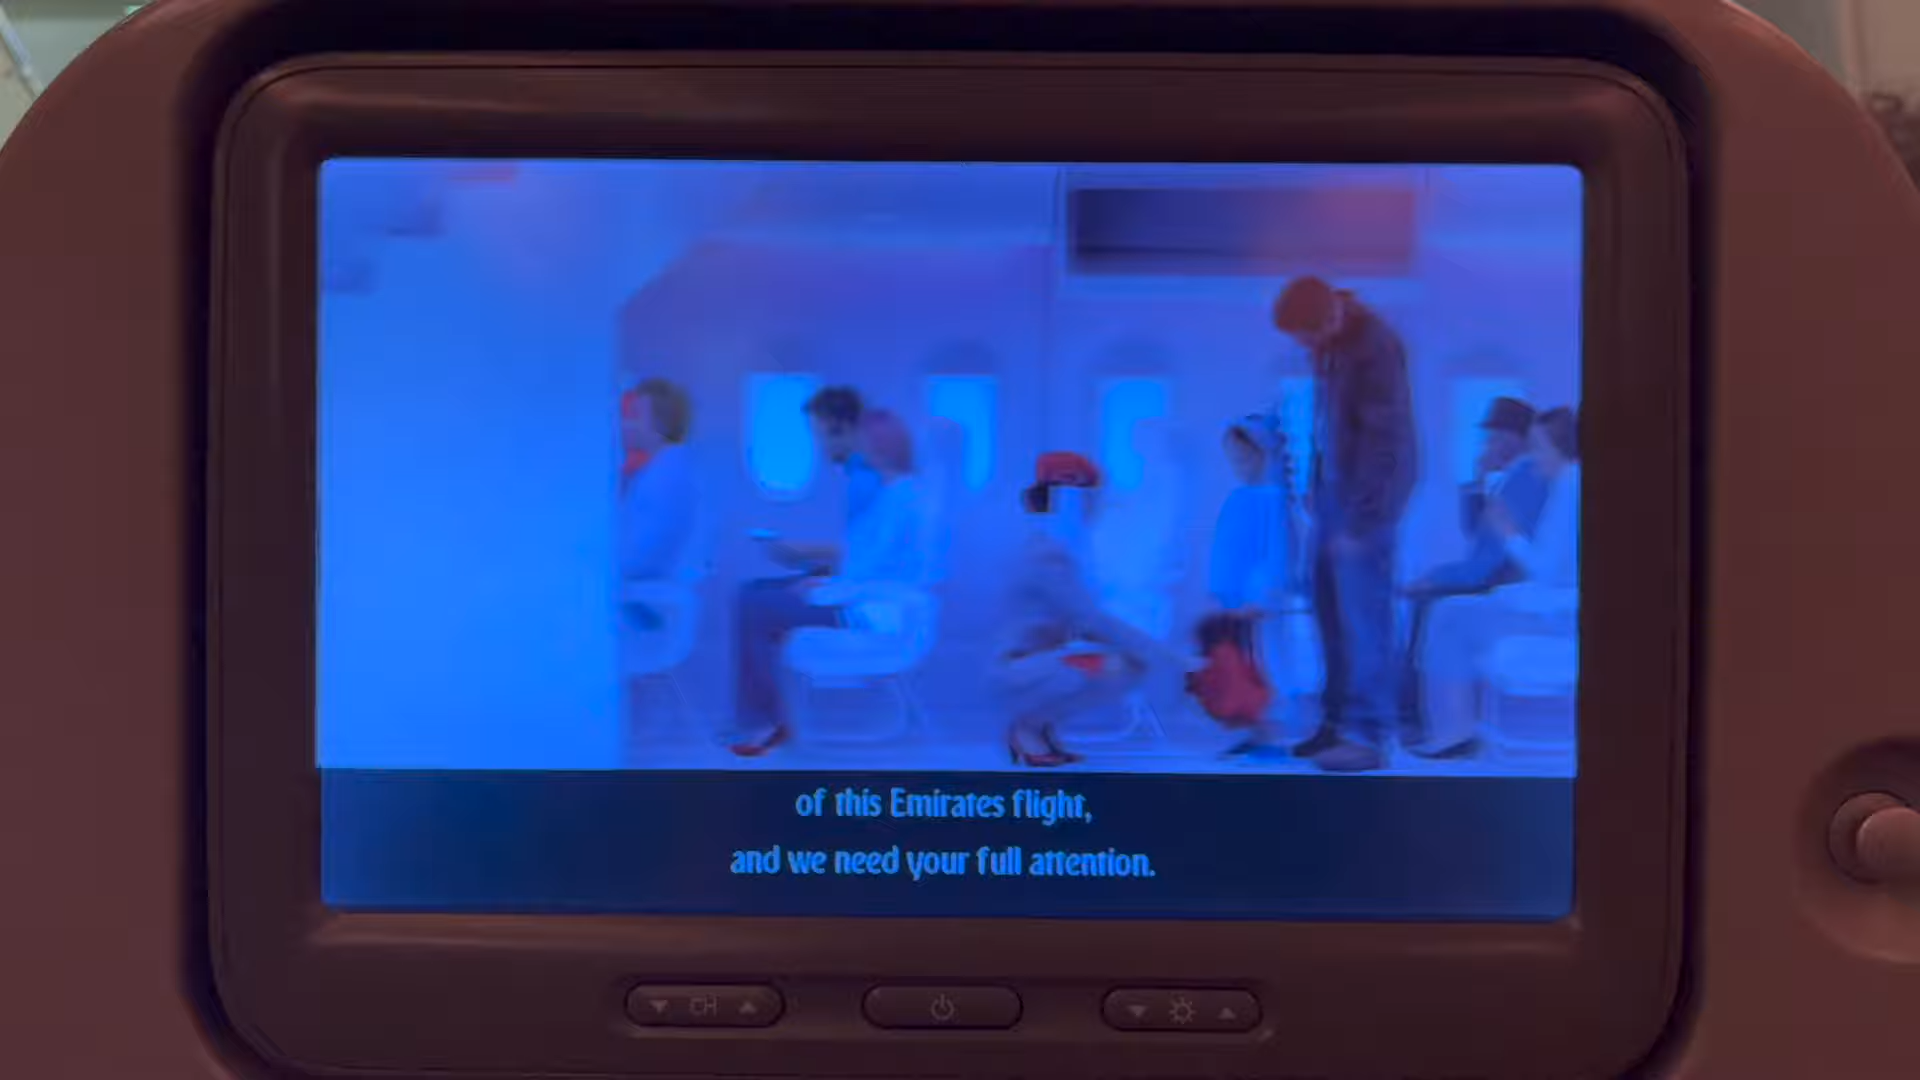 of this Emirates flight,
and we need your full attention.
CH